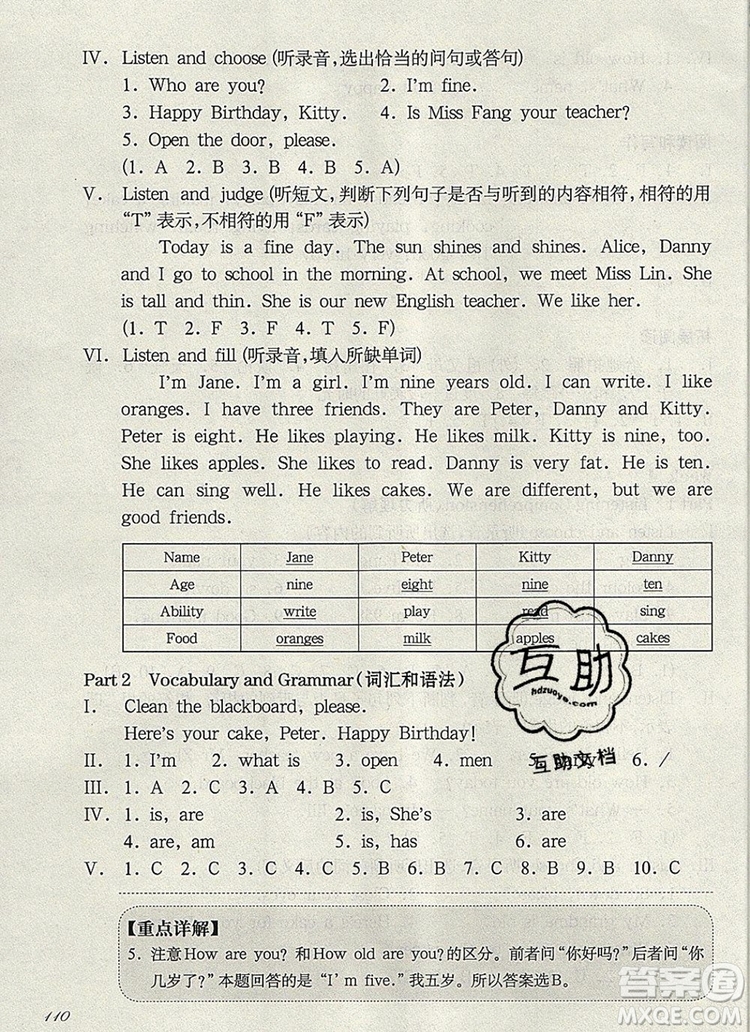 IV. Listen and choose (听录音,选出恰当的问句或答句)
1. Who are you? 2. I'm fine.
3. Happy Birthday, Kitty. 4. Is Miss Fang your teacher?
5. Open the door, please.
(1. A 2. B 3. B 4. B 5. A)
V. Listen and judge (听短文,判断下列句子是否与听到的内容相符,相符的用
“T”表示,不相符的用“F”表示)
Today is a fine day. The sun shines and shines. Alice, Danny
and I go to school in the morning. At school, we meet Miss Lin. She
is tall and thin. She is our new English teacher. We like her.
(1. T 2. F 3. F 4. T 5. F)
VI. Listen and fill (听录音,填入所缺单词)
I'm Jane. I'm a girl. I'm nine years old. I can write. I like
oranges. I have three friends. They are Peter, Danny and Kitty.
Peter is eight. He likes playing. He likes milk. Kitty is nine, too.
She likes apples. She likes to read. Danny is very fat. He is ten.
He can sing well. He likes cakes. We are different, but we are
good friends.
Name Jane Peter Kitty Danny
Age nine eight nine ten
Ability write play read sing
Food oranges milk apples cakes
Part 2 Vocabulary and Grammar(词汇和语法)
I. Clean the blackboard, please.
Here's your cake, Peter. Happy Birthday!
II. 1. I'm 2. what is 3. open 4. men 6. /
III. 1. C 2. B 3. A 4. C 5. B
IV. 1. is, are 2. is, She's 3. are
4. are, am 5. is, has 6. are
V. 1. C 2. C 3. C 4. C 5. B 6. B 7. C 8. B 9. B 10. C
【重点详解】
5. 注意How are you? 和How old are you?的区分。前者问“你好吗?”后者问“你
几岁了?”本题回答的是“I'm five.”我五岁。所以答案选B。
110
互助
hdzuoye.com
互助文档
答案圈
MXQE.COM